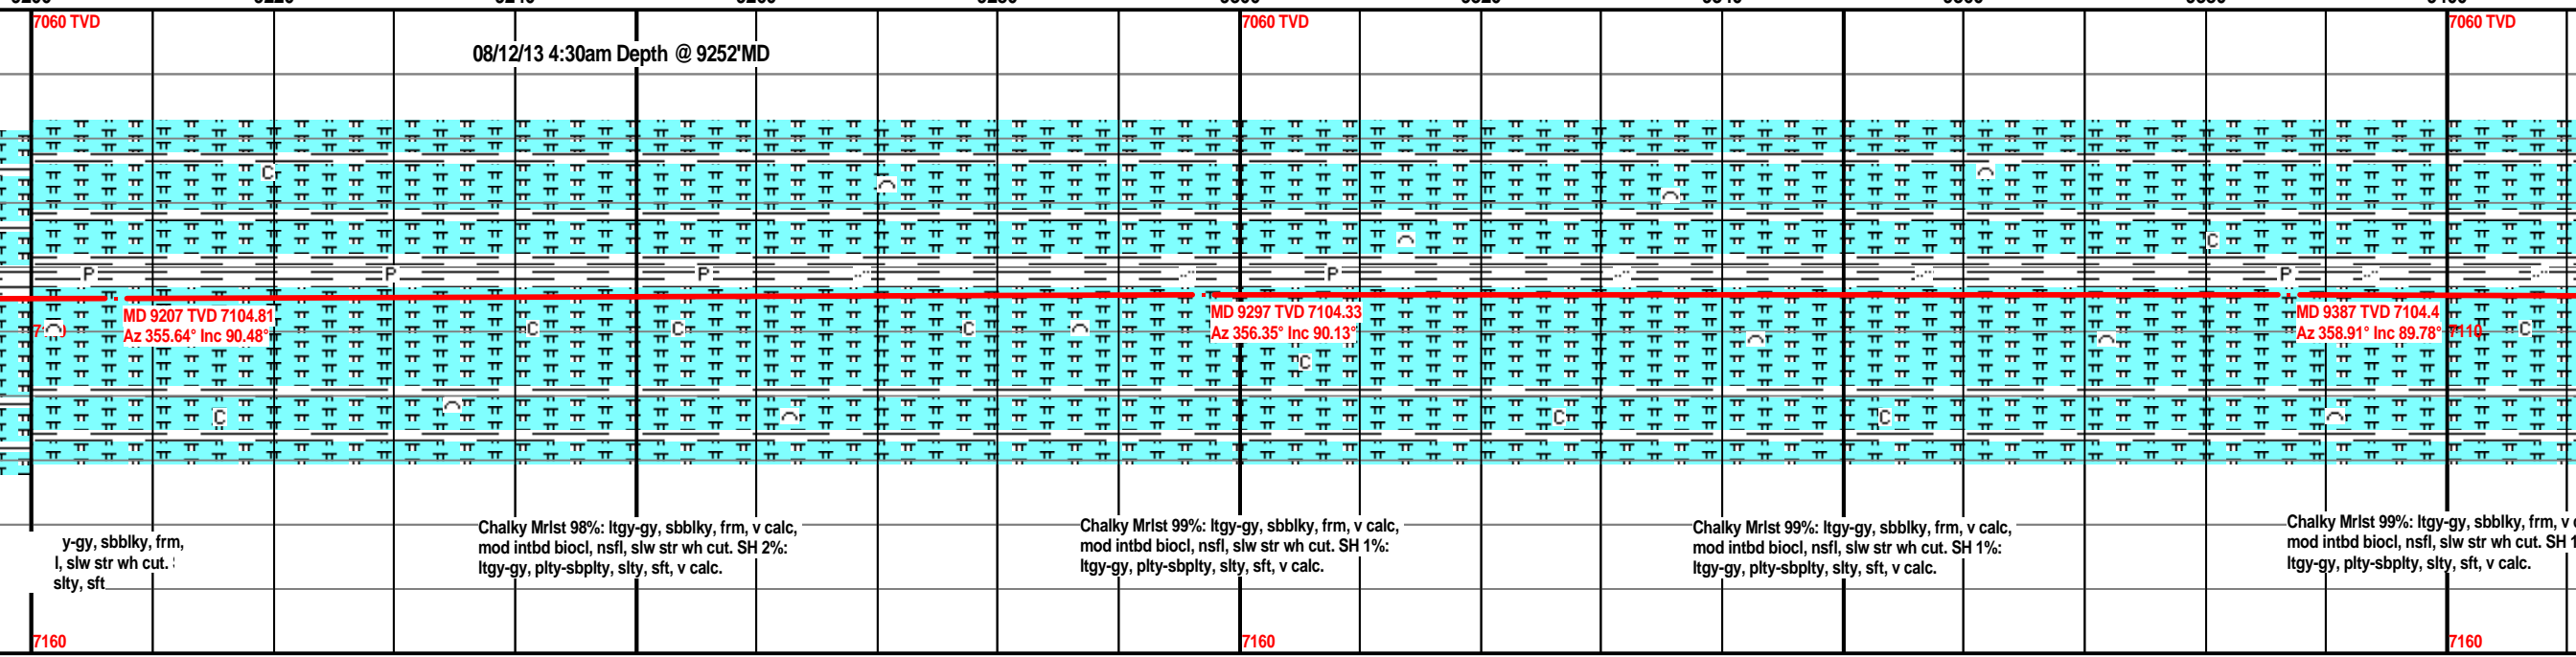 7060 TVD
7060 TVD
7060 TVD
08/12/13 4:30am Depth @ 9252'MD
C
C
P
P
P
P
P
MD 9207 TVD 7104.81
Az 355.64° Inc 90.48°
MD 9297 TVD 7104.33
Az 356.35° Inc 90.13°
MD 9387 TVD 7104.4
Az 358.91° Inc 89.78°
7110
C
C
C
C
C
C
C
C
Chalky Mrlst 98%: ltgy-gy, sbblky, frm, v calc,
mod intbd biocl, nsfl, slw str wh cut. SH 2%:
ltgy-gy, plty-sbplty, slty, sft, v calc.
Chalky Mrlst 99%: ltgy-gy, sbblky, frm, v calc,
mod intbd biocl, nsfl, slw str wh cut. SH 1%:
ltgy-gy, plty-sbplty, slty, sft, v calc.
Chalky Mrlst 99%: ltgy-gy, sbblky, frm, v calc,
mod intbd biocl, nsfl, slw str wh cut. SH 1%:
ltgy-gy, plty-sbplty, slty, sft, v calc.
Chalky Mrlst 99%: ltgy-gy, sbblky, frm, v
mod intbd biocl, nsfl, slw str wh cut. SH
ltgy-gy, plty-sbplty, slty, sft, v calc.
y-gy, sbblky, frm,
l, slw str wh cut.
slty, sft
7160
7160
7160